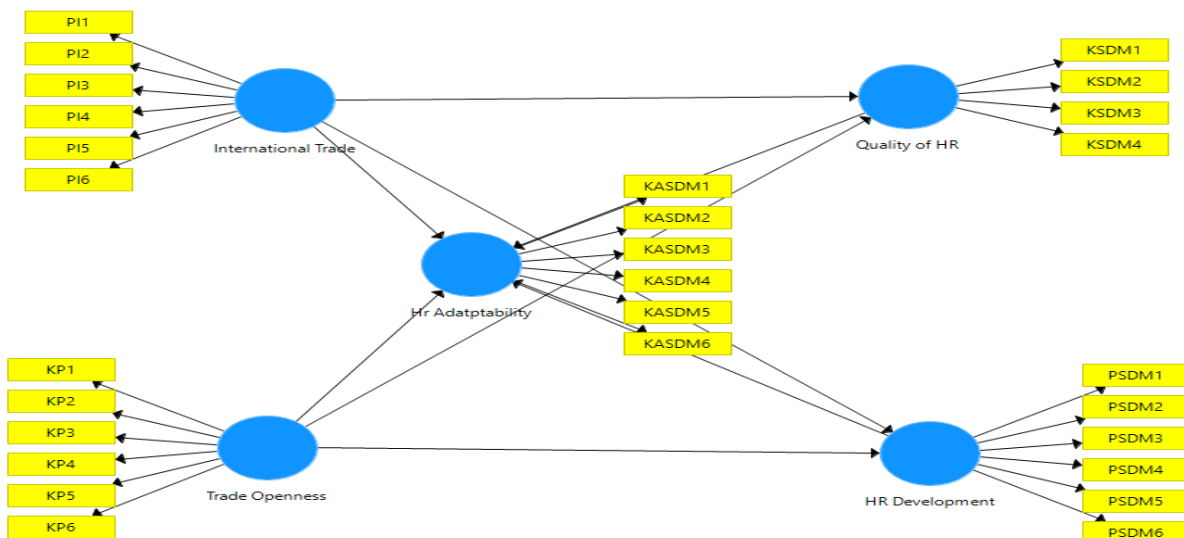 PI1
PI2
PI3
PI4
PI5
PI6
International Trade
KSDM1
KSDM2
KSDM3
KSDM4
Quality of HR
KASDM1
KASDM2
KASDM3
KASDM4
KASDM5
KASDM6
Hr Adatptability
KP1
KP2
KP3
KP4
KP5
KP6
Trade Openness
PSDM1
PSDM2
PSDM3
PSDM4
PSDM5
PSDM6
HR Development